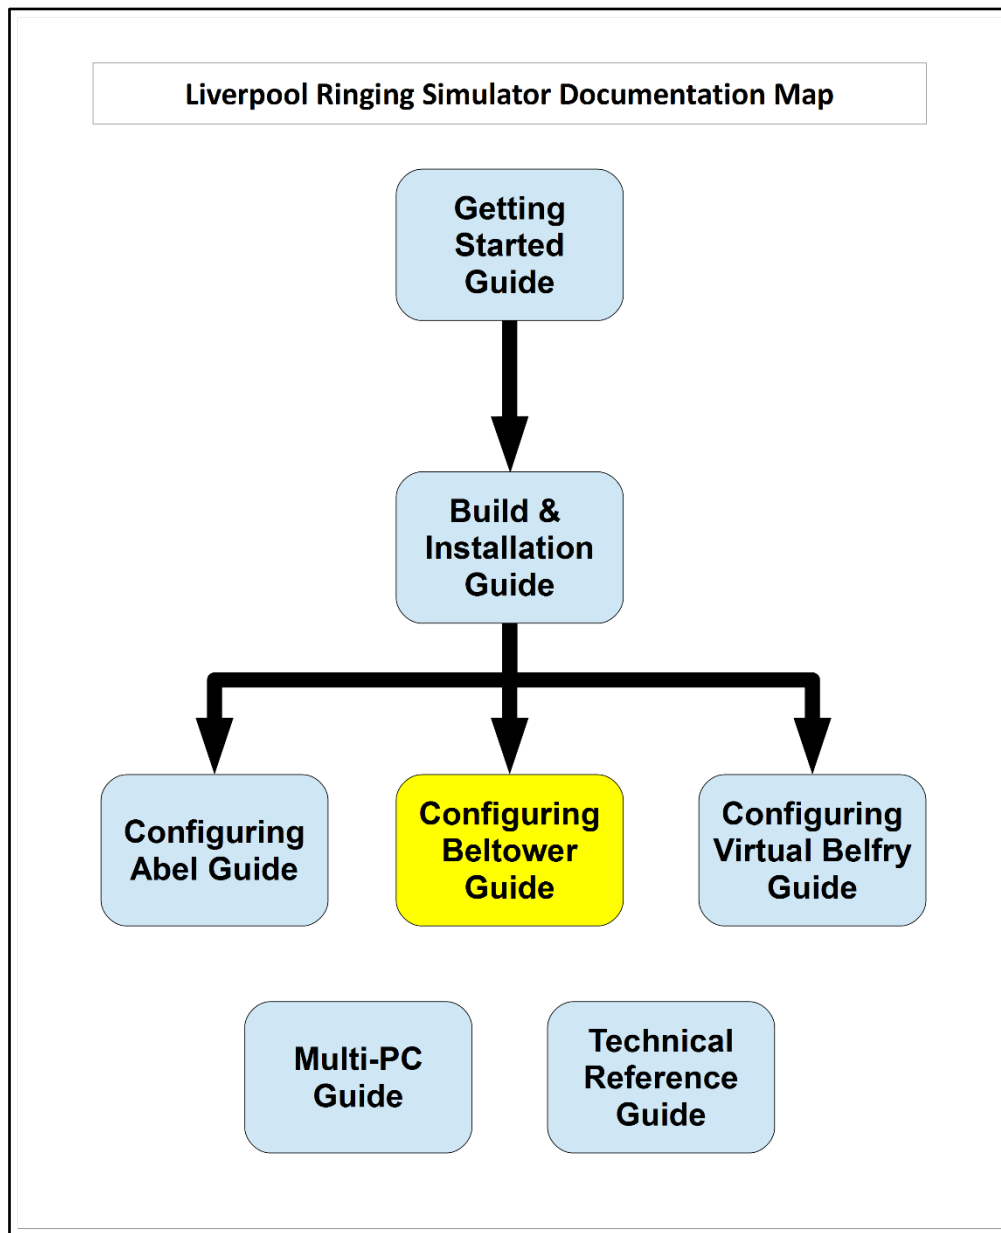 Liverpool Ringing Simulator Documentation Map
Getting
Started
Guide
Build &
Installation
Guide
Configuring
Abel Guide
Configuring
Beltower
Guide
Configuring
Virtual Belfry
Guide
Multi-PC
Guide
Technical
Reference
Guide